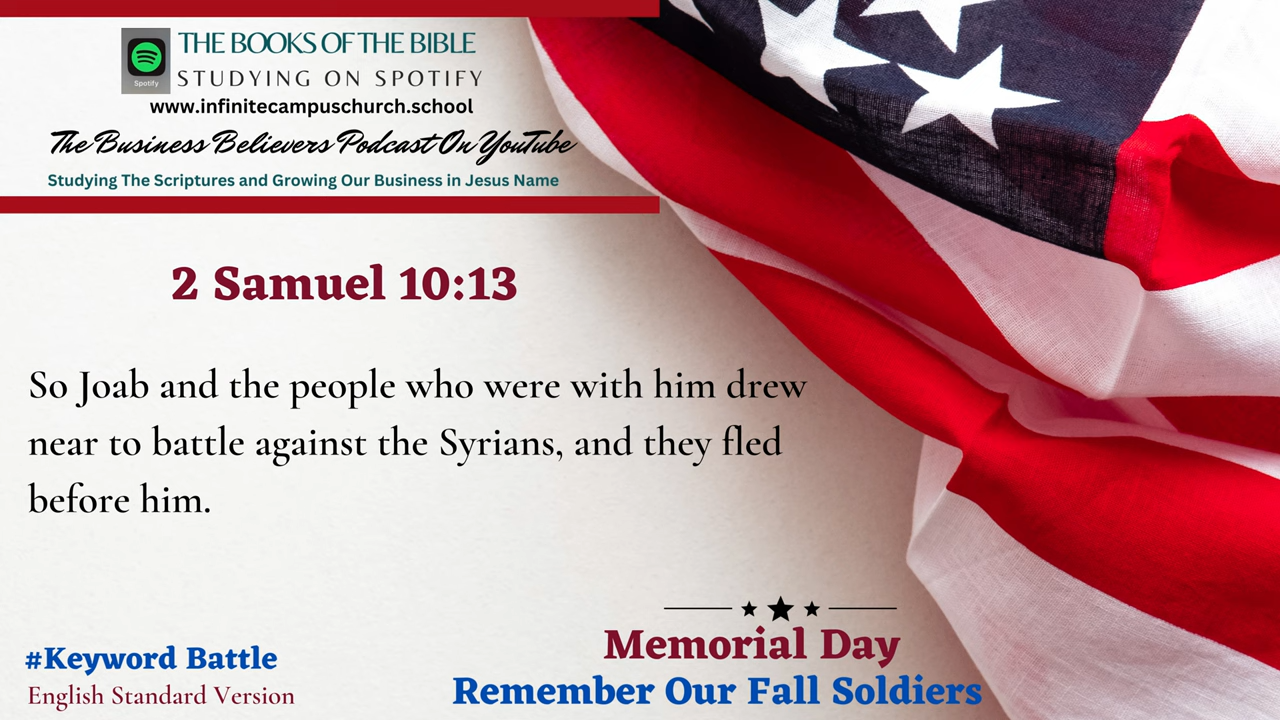 THE BOOKS OF THE BIBLE
Spotify
STUDYING ON SPOTIFY
www.infinitecampuschurch.school
The Business Believers Podcast On YouTube
Studying The Scriptures and Growing Our Business in Jesus Name
2 Samuel 10:13
So Joab and the people who were with him drew
near to battle against the Syrians, and they fled
before him.
#Keyword Battle
English Standard Version
Memorial Day
Remember Our Fall Soldiers